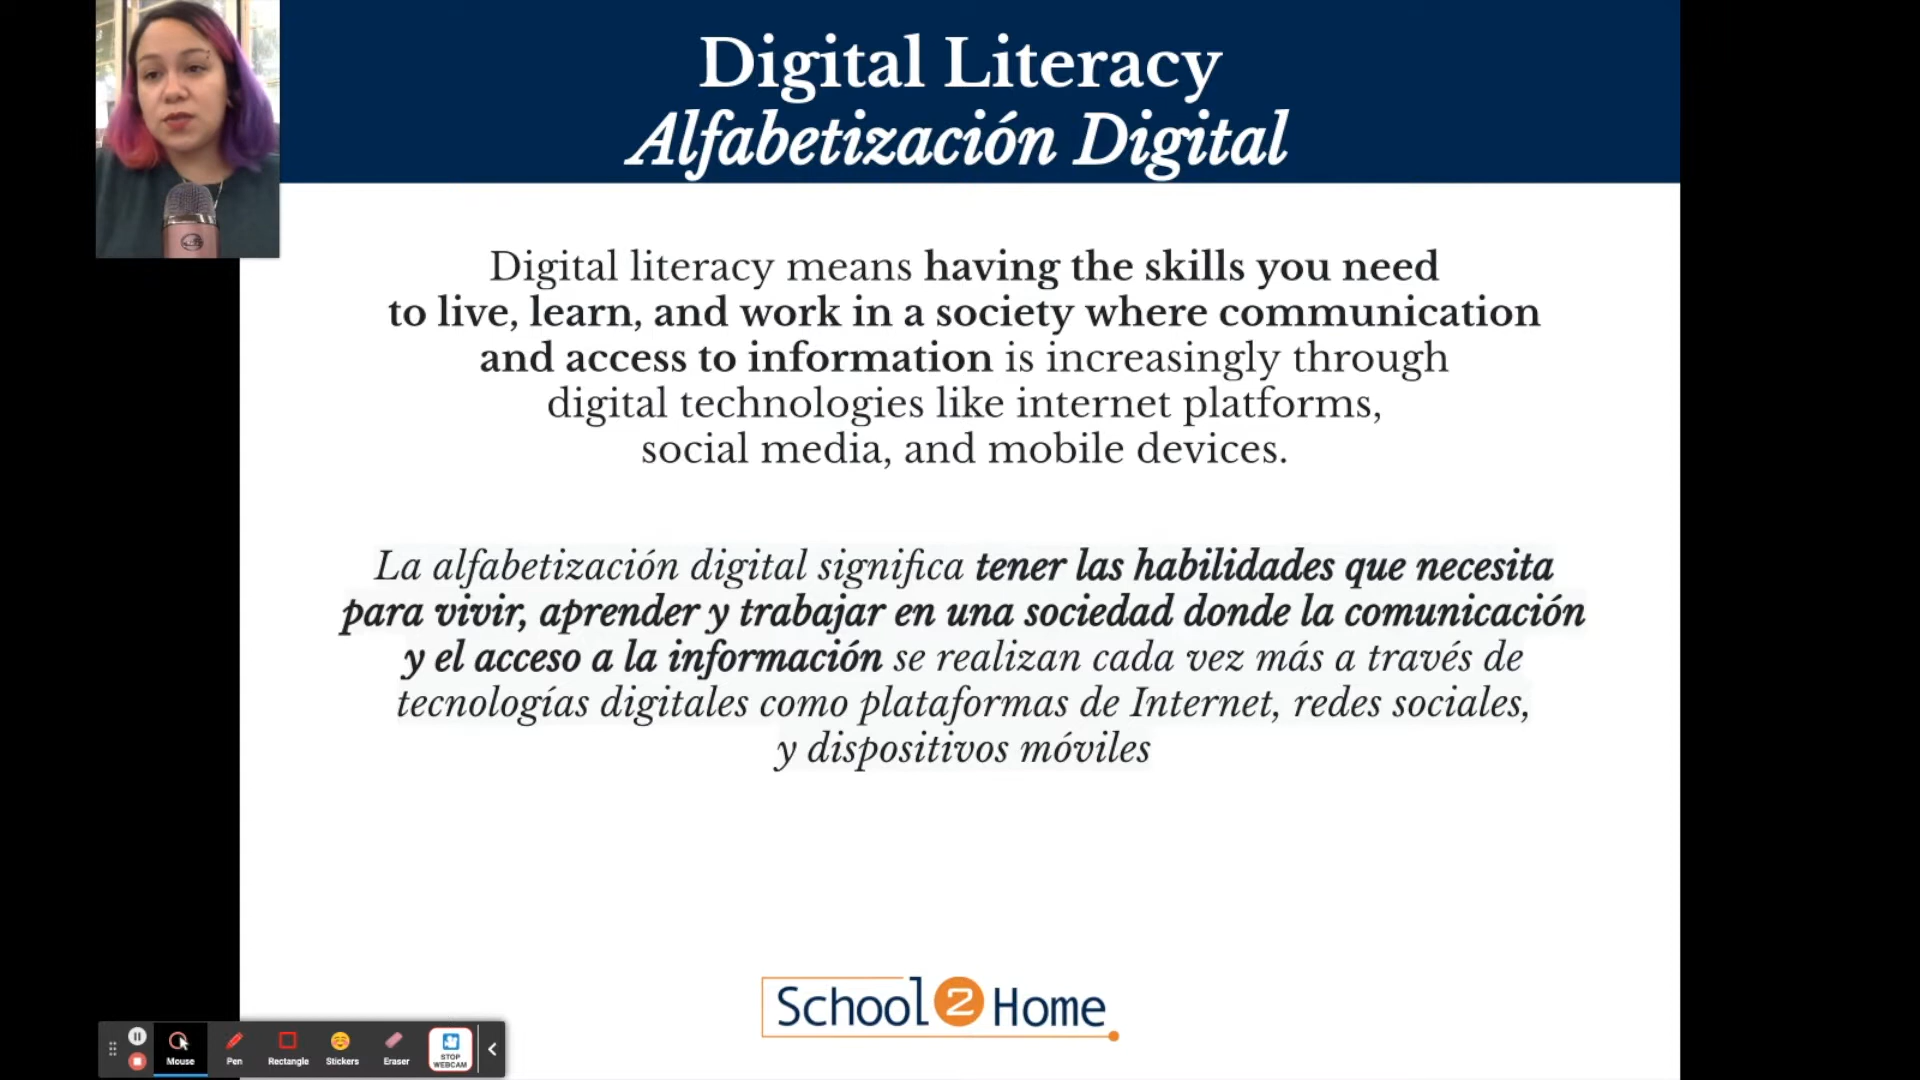 Digital Literacy
Alfabetización Digital
Digital literacy means having the skills you need
to live, learn, and work in a society where communication
and access to information is increasingly through
digital technologies like internet platforms,
social media, and mobile devices.
La alfabetización digital significa tener las habilidades que necesita
para vivir, aprender y trabajar en una sociedad donde la comunicación
y el acceso a la información se realizan cada vez más a través de
tecnologías digitales como plataformas de Internet, redes sociales,
y dispositivos móviles
School 2 Home
Mouse
Pen
Rectangle
Stickers
Eraser
STOP
WEBCAM